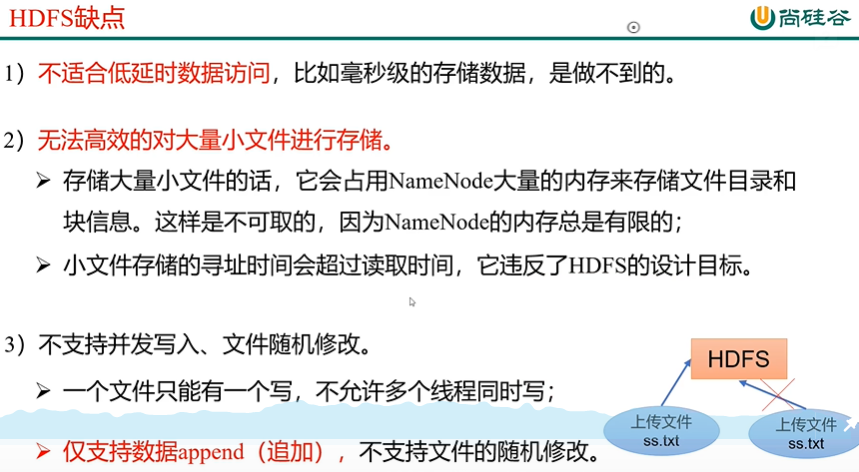 HDFS缺点
尚硅谷
1）不适合低延时数据访问，比如毫秒级的存储数据，是做不到的。
2）无法高效的对大量小文件进行存储。
➢ 存储大量小文件的话，它会占用NameNode大量的内存来存储文件目录和
块信息。这样是不可取的，因为NameNode的内存总是有限的；
➢ 小文件存储的寻址时间会超过读取时间，它违反了HDFS的设计目标。
3）不支持并发写入、文件随机修改。
➢ 一个文件只能有一个写，不允许多个线程同时写；
➢ 仅支持数据append（追加），不支持文件的随机修改。
HDFS
上传文件
ss.txt
上传文件
ss.txt